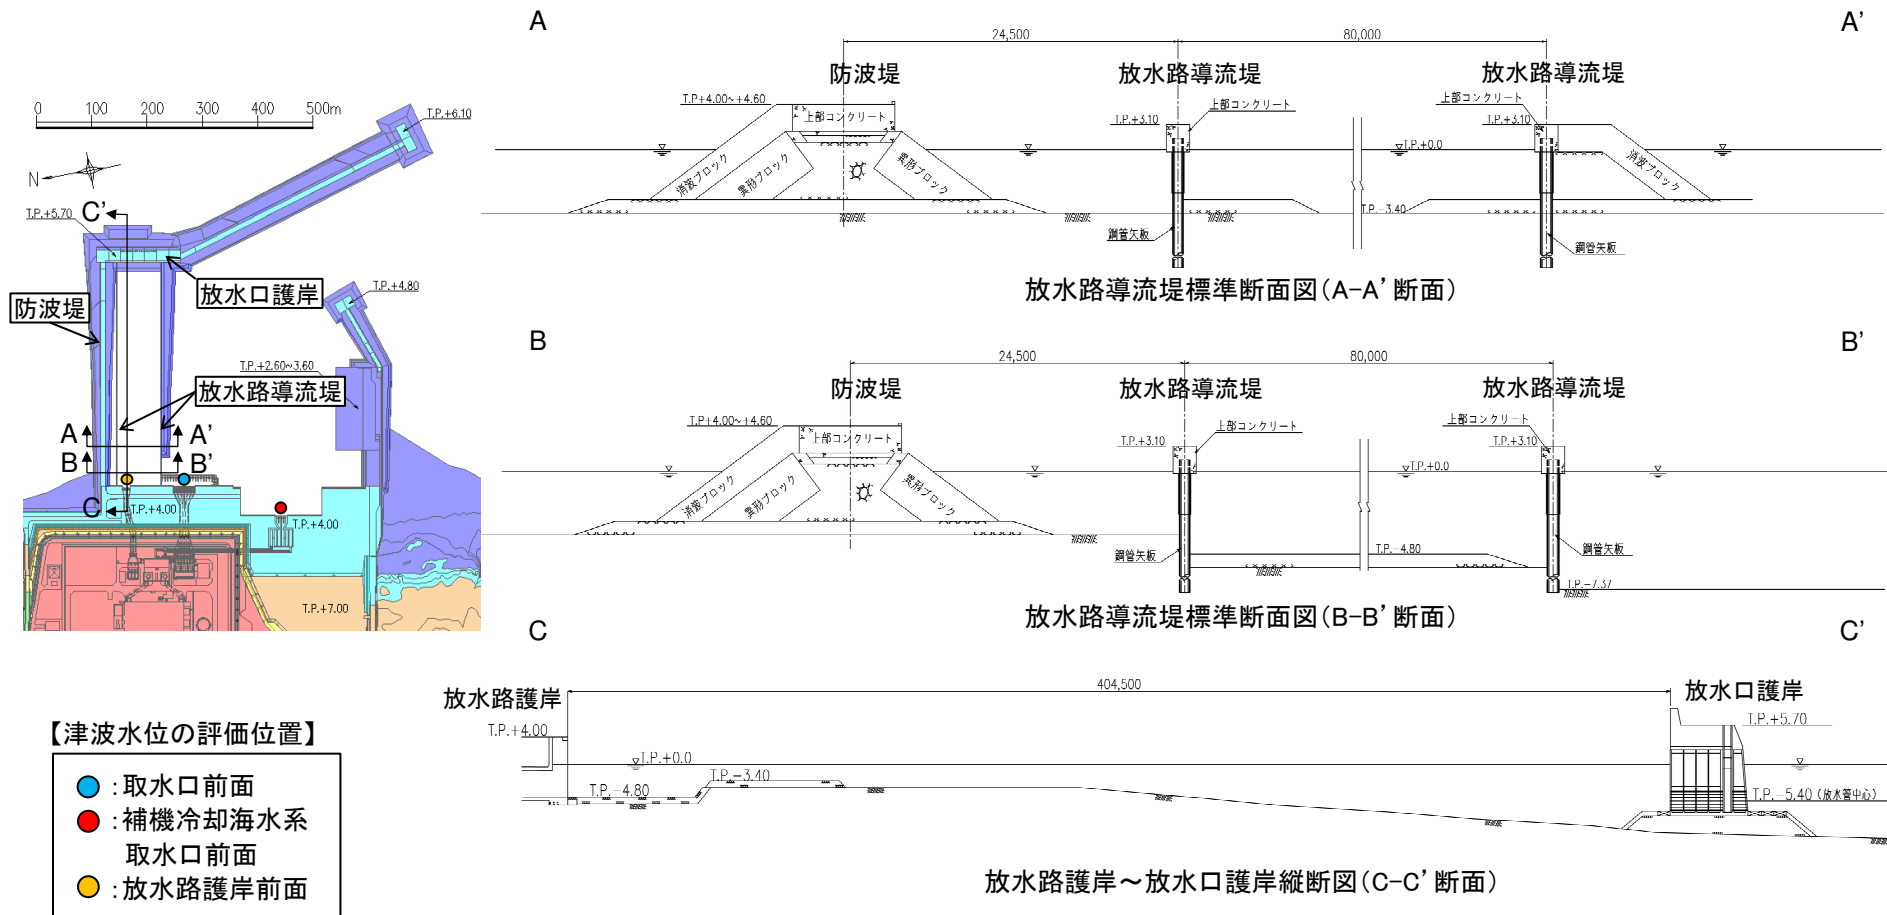 0 100 200 300 400 500m
N
T.P.+6.10
T.P.+5.70
C'
放水口護岸
防波堤
T.P.+4.80
T.P.+2.60~3.60
放水路導流堤
A A'
B B'
C
T.P.+4.00
T.P.+4.00
T.P.+7.00
【津波水位の評価位置】
:取水口前面
:補機冷却海水系
取水口前面
:放水路護岸前面
A A'
24,500 80,000
防波堤 放水路導流堤 放水路導流堤
T.P+4.00~+4.60
上部コンクリート
T.P.+3.10
上部コンクリート
上部コンクリート
T.P.+3.10
T.P.+0.0
消波ブロック
異形ブロック
異形ブロック
消波ブロック
T.P.-3.40
鋼管矢板
鋼管矢板
放水路導流堤標準断面図(A-A'断面)
B B'
24,500 80,000
防波堤 放水路導流堤 放水路導流堤
T.P+4.00~+4.60
上部コンクリート
T.P.+3.10
上部コンクリート
上部コンクリート
T.P.+3.10
T.P.+0.0
消波ブロック
異形ブロック
異形ブロック
鋼管矢板
T.P.-4.80
鋼管矢板
T.P.-7.37
放水路導流堤標準断面図(B-B'断面)
C C'
404,500
放水路護岸 放水口護岸
T.P.+4.00
T.P.+5.70
T.P.+0.0
T.P.-3.40
T.P.-4.80
T.P.-5.40(放水管中心)
放水路護岸~放水口護岸縦断図(C-C'断面)